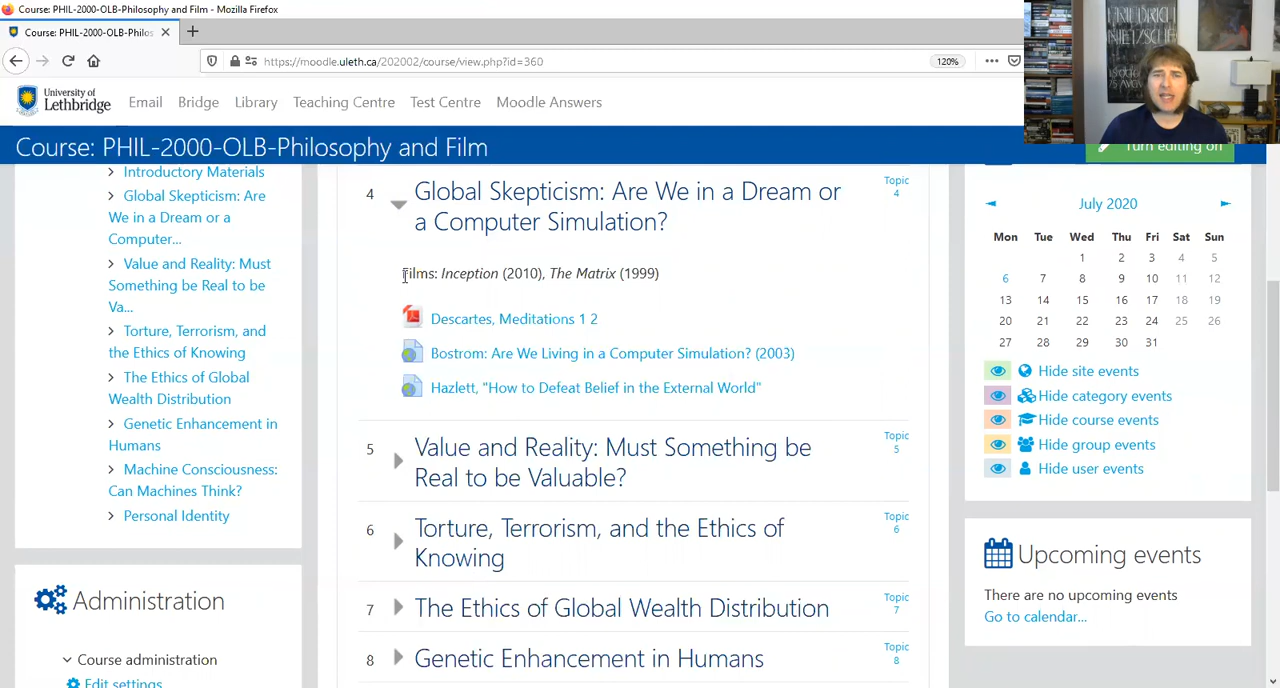 Course: PHIL-2000-OLB-Philosophy and Film - Mozilla Firefox
Course: PHIL-2000-OLB-Philos
https://moodle.uleth.ca/202002/course/view.php?id=360
120%
University of
Lethbridge
Email
Bridge
Library
Teaching Centre
Test Centre
Moodle Answers
FRIEDRICH
NIETZSCHE
Course: PHIL-2000-OLB-Philosophy and Film
Turn editing on
Introductory Materials
Global Skepticism: Are
We in a Dream or a
Computer...
Value and Reality: Must
Something be Real to be
Va...
Torture, Terrorism, and
the Ethics of Knowing
The Ethics of Global
Wealth Distribution
Genetic Enhancement in
Humans
Machine Consciousness:
Can Machines Think?
Personal Identity
Administration
Course administration
Edit settings
4
Global Skepticism: Are We in a Dream or
a Computer Simulation?
Topic
4
Films: Inception (2010), The Matrix (1999)
Descartes, Meditations 1 2
Bostrom: Are We Living in a Computer Simulation? (2003)
Hazlett, "How to Defeat Belief in the External World"
5
Value and Reality: Must Something be
Real to be Valuable?
Topic
5
6
Torture, Terrorism, and the Ethics of
Knowing
Topic
6
7
The Ethics of Global Wealth Distribution
Topic
7
8
Genetic Enhancement in Humans
Topic
8
◄ July 2020 ►
Mon Tue Wed Thu Fri Sat Sun
1 2 3 4 5
6 7 8 9 10 11 12
13 14 15 16 17 18 19
20 21 22 23 24 25 26
27 28 29 30 31
Hide site events
Hide category events
Hide course events
Hide group events
Hide user events
Upcoming events
There are no upcoming events
Go to calendar...